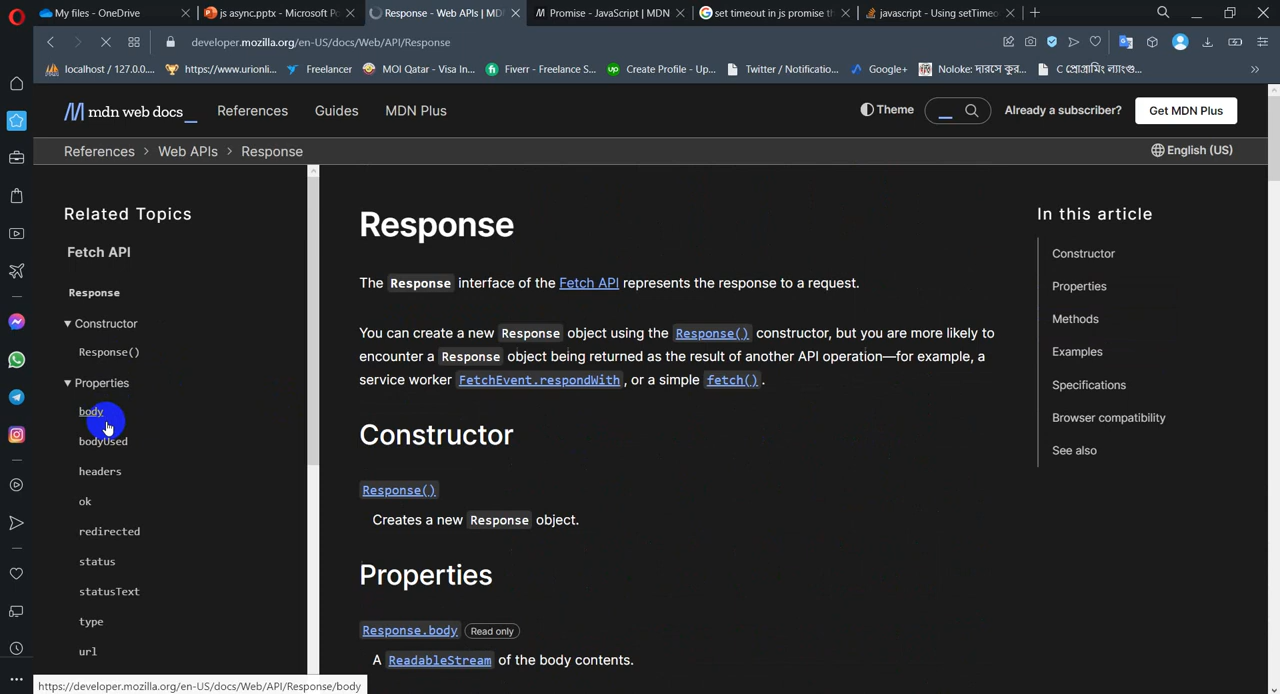 My files - OneDrive
js async.pptx - Microsoft Po
Response - Web APIs | MD
Promise - JavaScript | MDN
set timeout in js promise th
javascript - Using setTimeo
developer.mozilla.org/en-US/docs/Web/API/Response
localhost / 127.0.0....
https://www.urionli...
Freelancer
MOI Qatar - Visa In...
Fiverr - Freelance S...
Create Profile - Up...
Twitter / Notificatio...
Google+
Noloke: দারসে কুর...
C প্রোগ্রামিং ল্যাংগু...
mdn web docs_
References
Guides
MDN Plus
Theme
Already a subscriber?
Get MDN Plus
References > Web APIs > Response
English (US)
Related Topics
Fetch API
Response
Constructor
Response()
Properties
body
bodyUsed
headers
ok
redirected
status
statusText
type
url
Response
The Response interface of the Fetch API represents the response to a request.
You can create a new Response object using the Response() constructor, but you are more likely to
encounter a Response object being returned as the result of another API operation—for example, a
service worker FetchEvent.respondWith, or a simple fetch().
Constructor
Response()
Creates a new Response object.
Properties
Response.body Read only
A ReadableStream of the body contents.
In this article
Constructor
Properties
Methods
Examples
Specifications
Browser compatibility
See also
https://developer.mozilla.org/en-US/docs/Web/API/Response/body